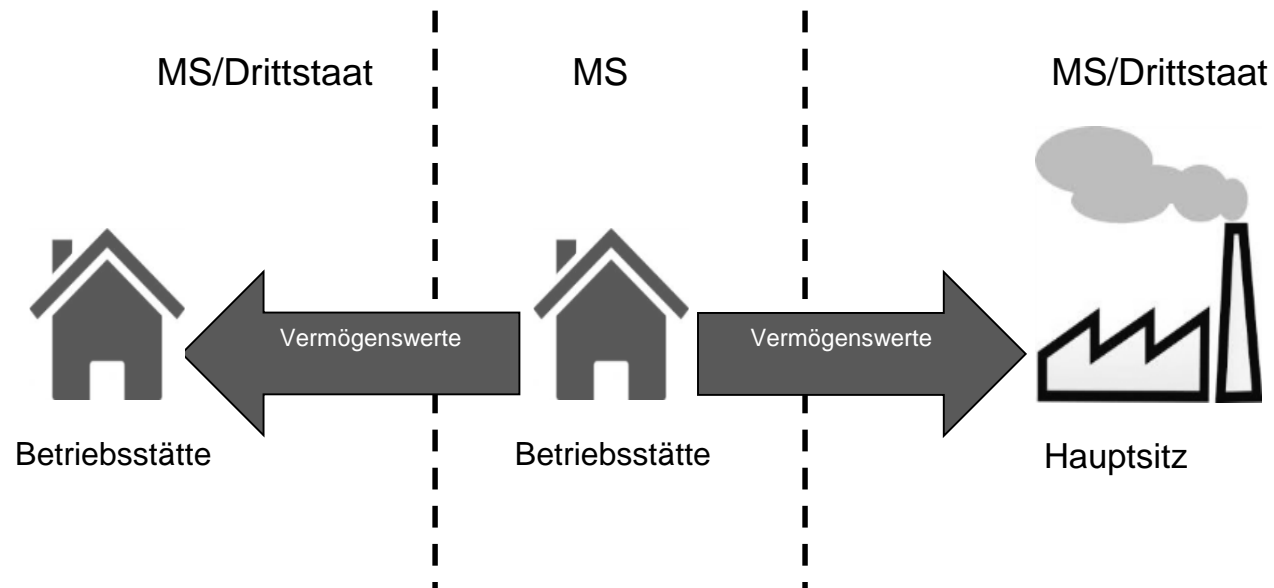 MS/Drittstaat
MS
MS/Drittstaat
Vermögenswerte
Vermögenswerte
Betriebsstätte
Betriebsstätte
Hauptsitz